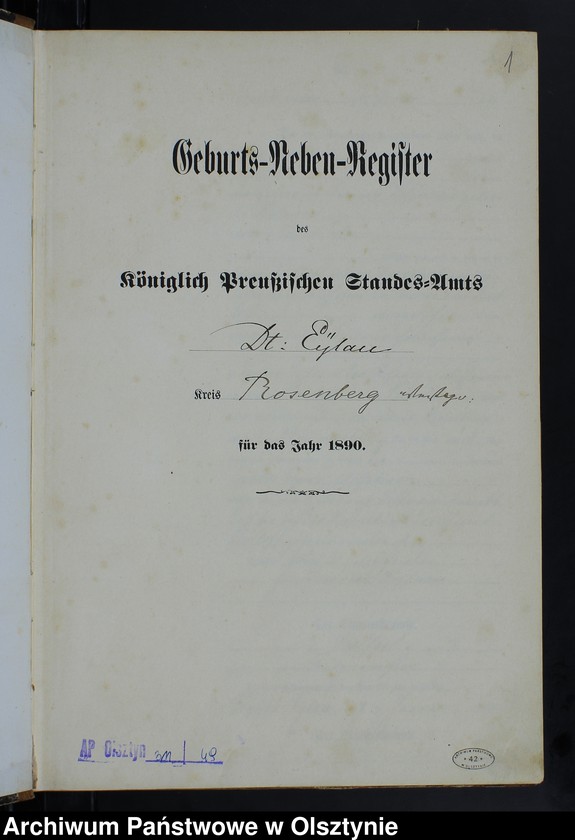 1
Geburts-Neben-Register
des
Königlich Preußischen Standes-Amts
Dt: Eÿlau
Kreis Rosenberg
für das Jahr 1890.
AP Olsztyn 42
Archiwum Państwowe w Olsztynie